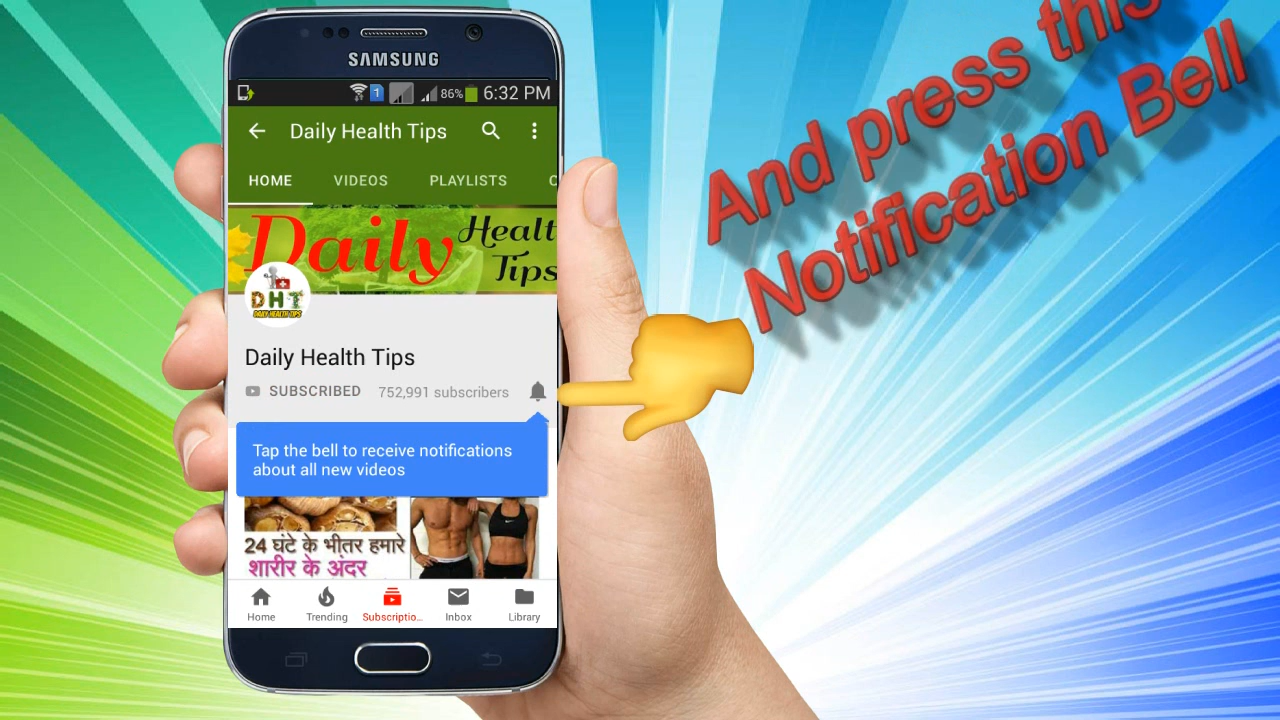 And press this
Notification Bell
SAMSUNG
1
86%
6:32 PM
Daily Health Tips
HOME VIDEOS PLAYLISTS
Daily Health
Tips
DHT
DAILY HEALTH TIPS
Daily Health Tips
SUBSCRIBED 752,991 subscribers
Tap the bell to receive notifications
about all new videos
24 घंटे के भीतर हमारे
शारीर के अंदर
Home Trending Subscriptio... Inbox Library